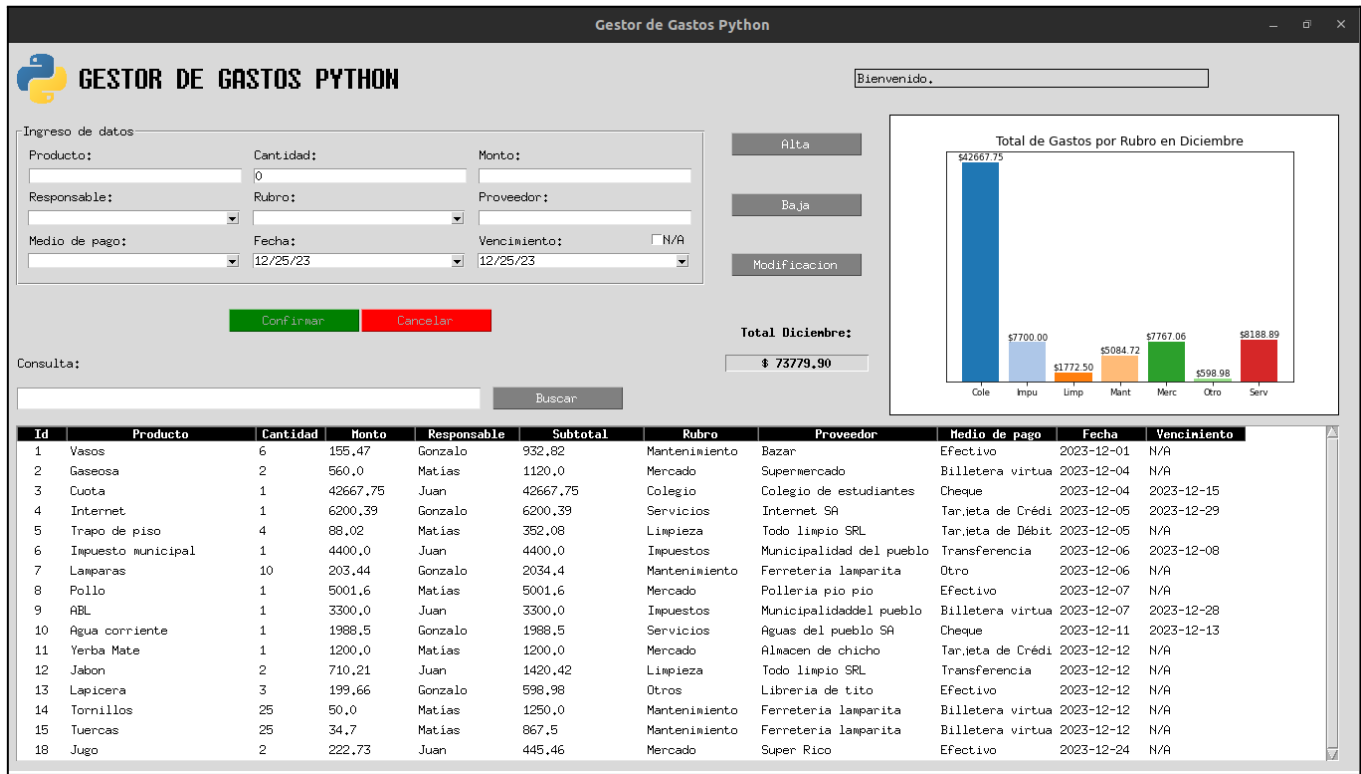 Gestor de Gastos Python
GESTOR DE GASTOS PYTHON
Bienvenido.
Ingreso de datos
Producto: Cantidad: Monto:
0
Responsable: Rubro: Proveedor:
Medio de pago: Fecha: Vencimiento: N/A
12/25/23 12/25/23
Confirmar Cancelar
Alta
Baja
Modificacion
Total Diciembre:
$ 73779.90
Consulta:
Buscar
Total de Gastos por Rubro en Diciembre
$42667.75 $7700.00 $1772.50 $5084.72 $7767.06 $598.98 $8188.89
Cole Impu Limp Mant Merc Otro Serv
Id Producto Cantidad Monto Responsable Subtotal Rubro Proveedor Medio de pago Fecha Vencimiento
1 Vasos 6 155.47 Gonzalo 932.82 Mantenimiento Bazar Efectivo 2023-12-01 N/A
2 Gaseosa 2 560.0 Matías 1120.0 Mercado Supermercado Billetera virtua 2023-12-04 N/A
3 Cuota 1 42667.75 Juan 42667.75 Colegio Colegio de estudiantes Cheque 2023-12-04 2023-12-15
4 Internet 1 6200.39 Gonzalo 6200.39 Servicios Internet SA Tarjeta de Crédi 2023-12-05 2023-12-29
5 Trapo de piso 4 88.02 Matías 352.08 Limpieza Todo limpio SRL Tarjeta de Débit 2023-12-05 N/A
6 Impuesto municipal 1 4400.0 Juan 4400.0 Impuestos Municipalidad del pueblo Transferencia 2023-12-06 2023-12-08
7 Lamparas 10 203.44 Gonzalo 2034.4 Mantenimiento Ferreteria lamparita Otro 2023-12-06 N/A
8 Pollo 1 5001.6 Matías 5001.6 Mercado Polleria pio pio Efectivo 2023-12-07 N/A
9 ABL 1 3300.0 Juan 3300.0 Impuestos Municipalidaddel pueblo Billetera virtua 2023-12-07 2023-12-28
10 Agua corriente 1 1988.5 Gonzalo 1988.5 Servicios Aguas del pueblo SA Cheque 2023-12-11 2023-12-13
11 Yerba Mate 1 1200.0 Matías 1200.0 Mercado Almacen de chicho Tarjeta de Crédi 2023-12-12 N/A
12 Jabon 2 710.21 Juan 1420.42 Limpieza Todo limpio SRL Transferencia 2023-12-12 N/A
13 Lapicera 3 199.66 Gonzalo 598.98 Otros Libreria de tito Efectivo 2023-12-12 N/A
14 Tornillos 25 50.0 Matías 1250.0 Mantenimiento Ferreteria lamparita Billetera virtua 2023-12-12 N/A
15 Tuercas 25 34.7 Matías 867.5 Mantenimiento Ferreteria lamparita Billetera virtua 2023-12-12 N/A
18 Jugo 2 222.73 Juan 445.46 Mercado Super Rico Efectivo 2023-12-24 N/A